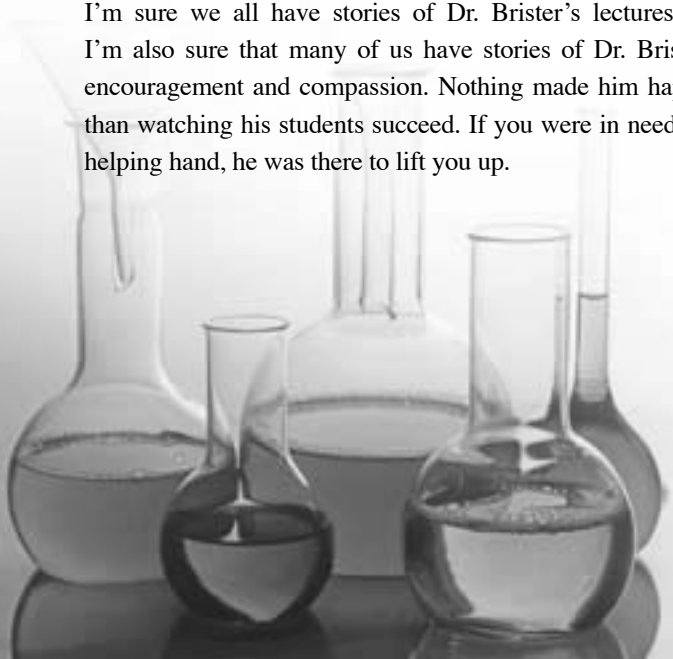 I’m sure we all have stories of Dr. Brister’s lectures
I’m also sure that many of us have stories of Dr.
encouragement and compassion. Nothing made him
than watching his students succeed. If you were in need
helping hand, he was there to lift you up.